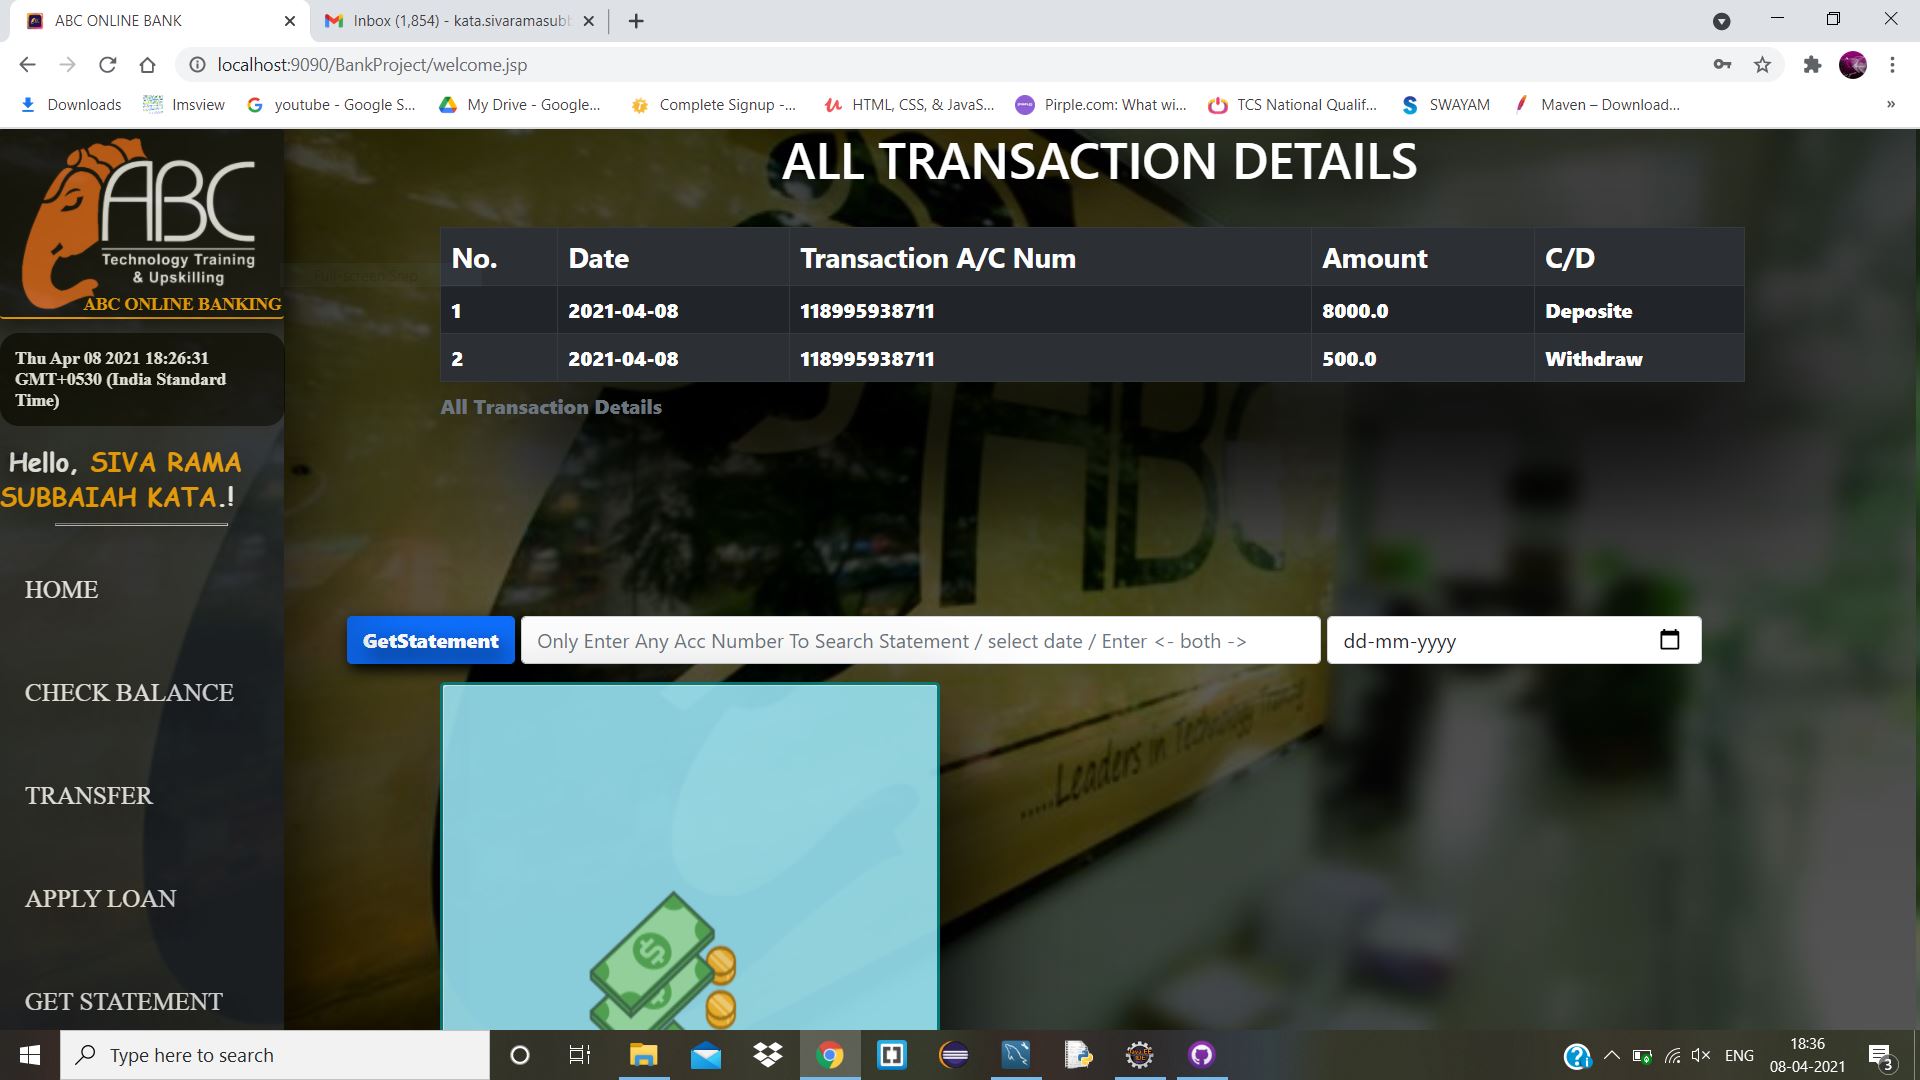 ABC ONLINE BANK
Inbox (1,854) - kata.sivaramasubb
localhost:9090/BankProject/welcome.jsp
Downloads
Imsview
youtube - Google S...
My Drive - Google...
Complete Signup -...
HTML, CSS, & JavaS...
Pirple.com: What wi...
TCS National Qualif...
SWAYAM
Maven – Download...
»
ABC
Technology Training
& Upskilling
ABC ONLINE BANKING
Thu Apr 08 2021 18:26:31
GMT+0530 (India Standard
Time)
Hello, SIVA RAMA
SUBBAIAH KATA.!
HOME
CHECK BALANCE
TRANSFER
APPLY LOAN
GET STATEMENT
ALL TRANSACTION DETAILS
Full-screen Snip
No. Date Transaction A/C Num Amount C/D
1 2021-04-08 118995938711 8000.0 Deposite
2 2021-04-08 118995938711 500.0 Withdraw
All Transaction Details
ABC
GetStatement
Only Enter Any Acc Number To Search Statement / select date / Enter <- both ->
dd-mm-yyyy
.....Leaders in Technology Training
Type here to search
ENG
18:36
08-04-2021
3